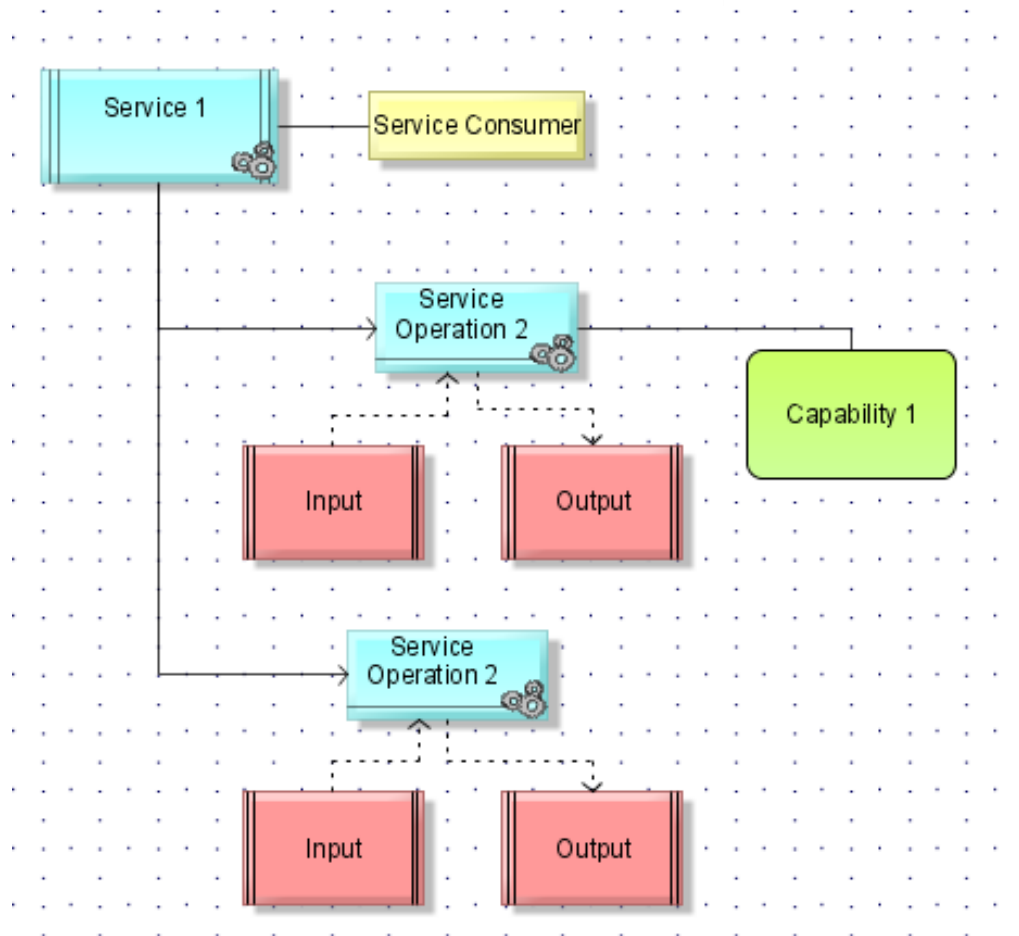 Service 1
Service Consumer
Service
Operation 2
Capability 1
Input
Output
Service
Operation 2
Input
Output